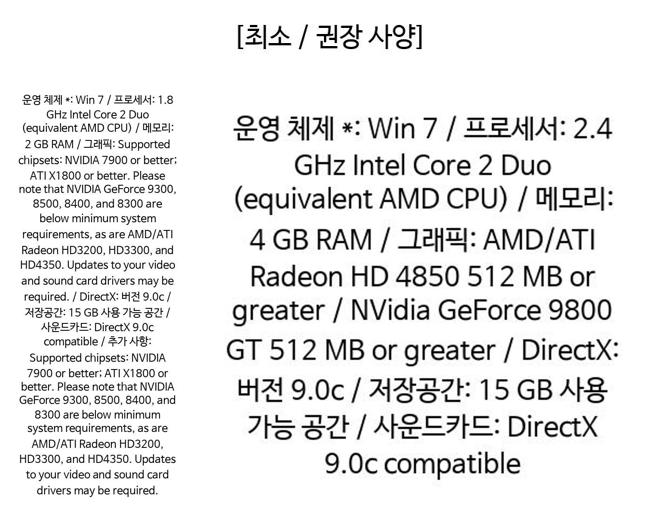 [최소 / 권장 사양]
운영 체제 *: Win 7 / 프로세서: 1.8
GHz Intel Core 2 Duo
(equivalent AMD CPU) / 메모리:
2 GB RAM / 그래픽: Supported
chipsets: NVIDIA 7900 or better;
ATI X1800 or better. Please
note that NVIDIA GeForce 9300,
8500, 8400, and 8300 are
below minimum system
requirements, as are AMD/ATI
Radeon HD3200, HD3300, and
HD4350. Updates to your video
and sound card drivers may be
required. / DirectX: 버전 9.0c /
저장공간: 15 GB 사용 가능 공간 /
사운드카드: DirectX 9.0c
compatible / 추가 사항:
Supported chipsets: NVIDIA
7900 or better; ATI X1800 or
better. Please note that NVIDIA
GeForce 9300, 8500, 8400, and
8300 are below minimum
system requirements, as are
AMD/ATI Radeon HD3200,
HD3300, and HD4350. Updates
to your video and sound card
drivers may be required.
운영 체제 *: Win 7 / 프로세서: 2.4
GHz Intel Core 2 Duo
(equivalent AMD CPU) / 메모리:
4 GB RAM / 그래픽: AMD/ATI
Radeon HD 4850 512 MB or
greater / NVidia GeForce 9800
GT 512 MB or greater / DirectX:
버전 9.0c / 저장공간: 15 GB 사용
가능 공간 / 사운드카드: DirectX
9.0c compatible